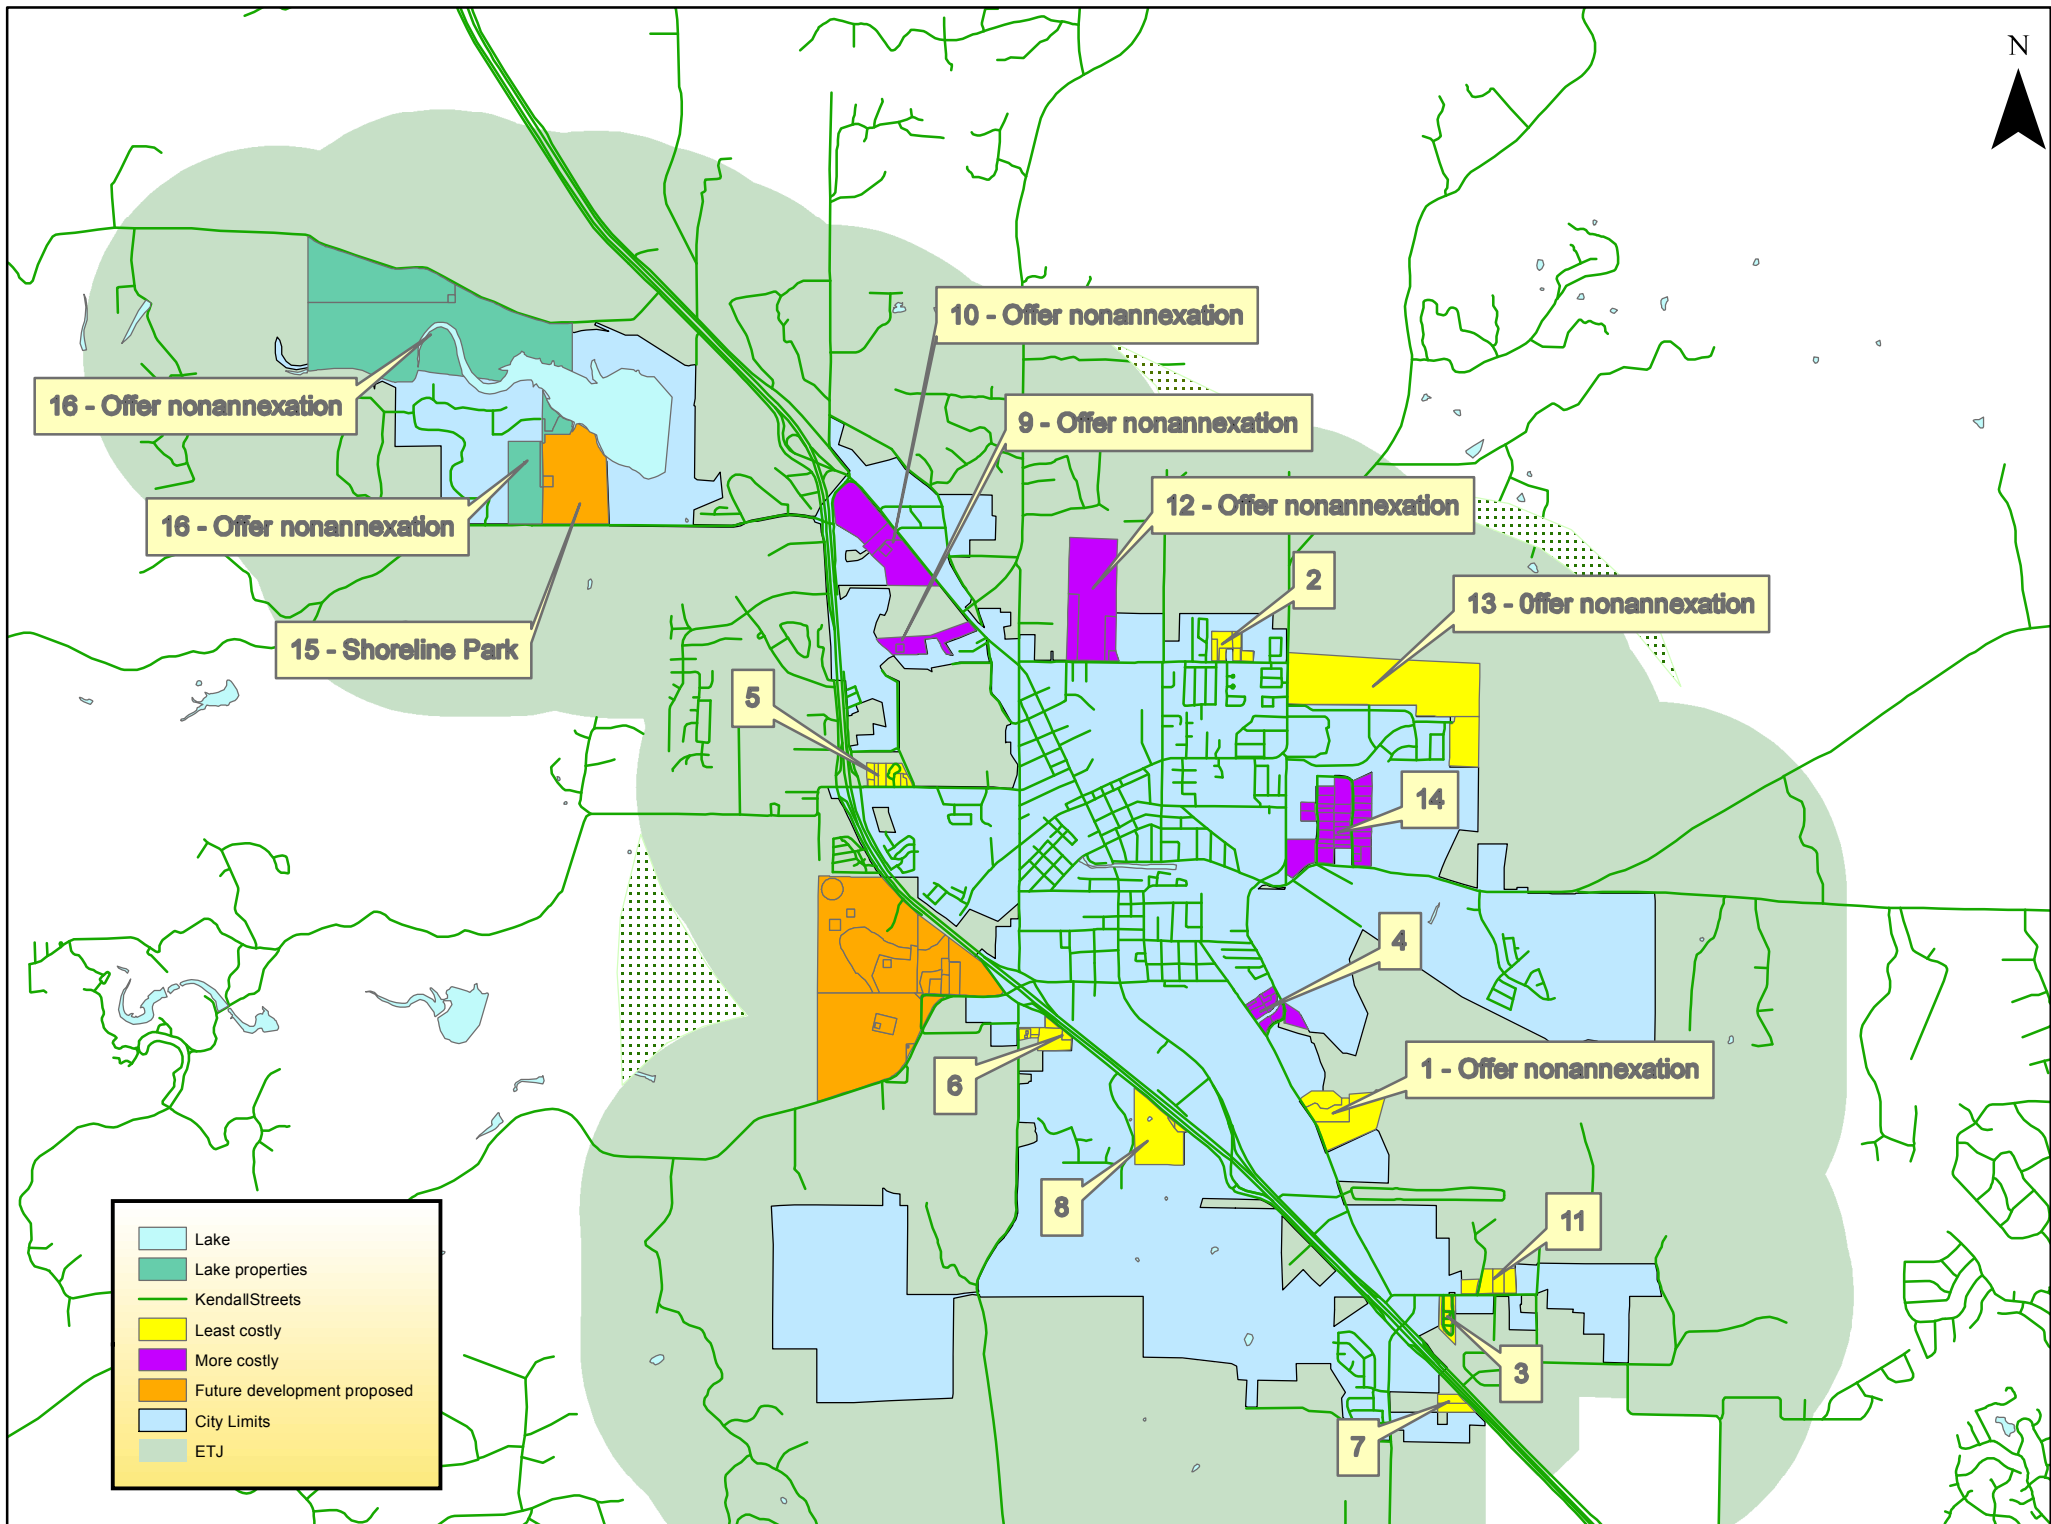 N
10 - Offer nonannexation
16 - Offer nonannexation
9 - Offer nonannexation
12 - Offer nonannexation
16 - Offer nonannexation
2
13 - 0ffer nonannexation
15 - Shoreline Park
5
14
4
1 - Offer nonannexation
6
8
11
3
7
Lake
Lake properties
KendallStreets
Least costly
More costly
Future development proposed
City Limits
ETJ